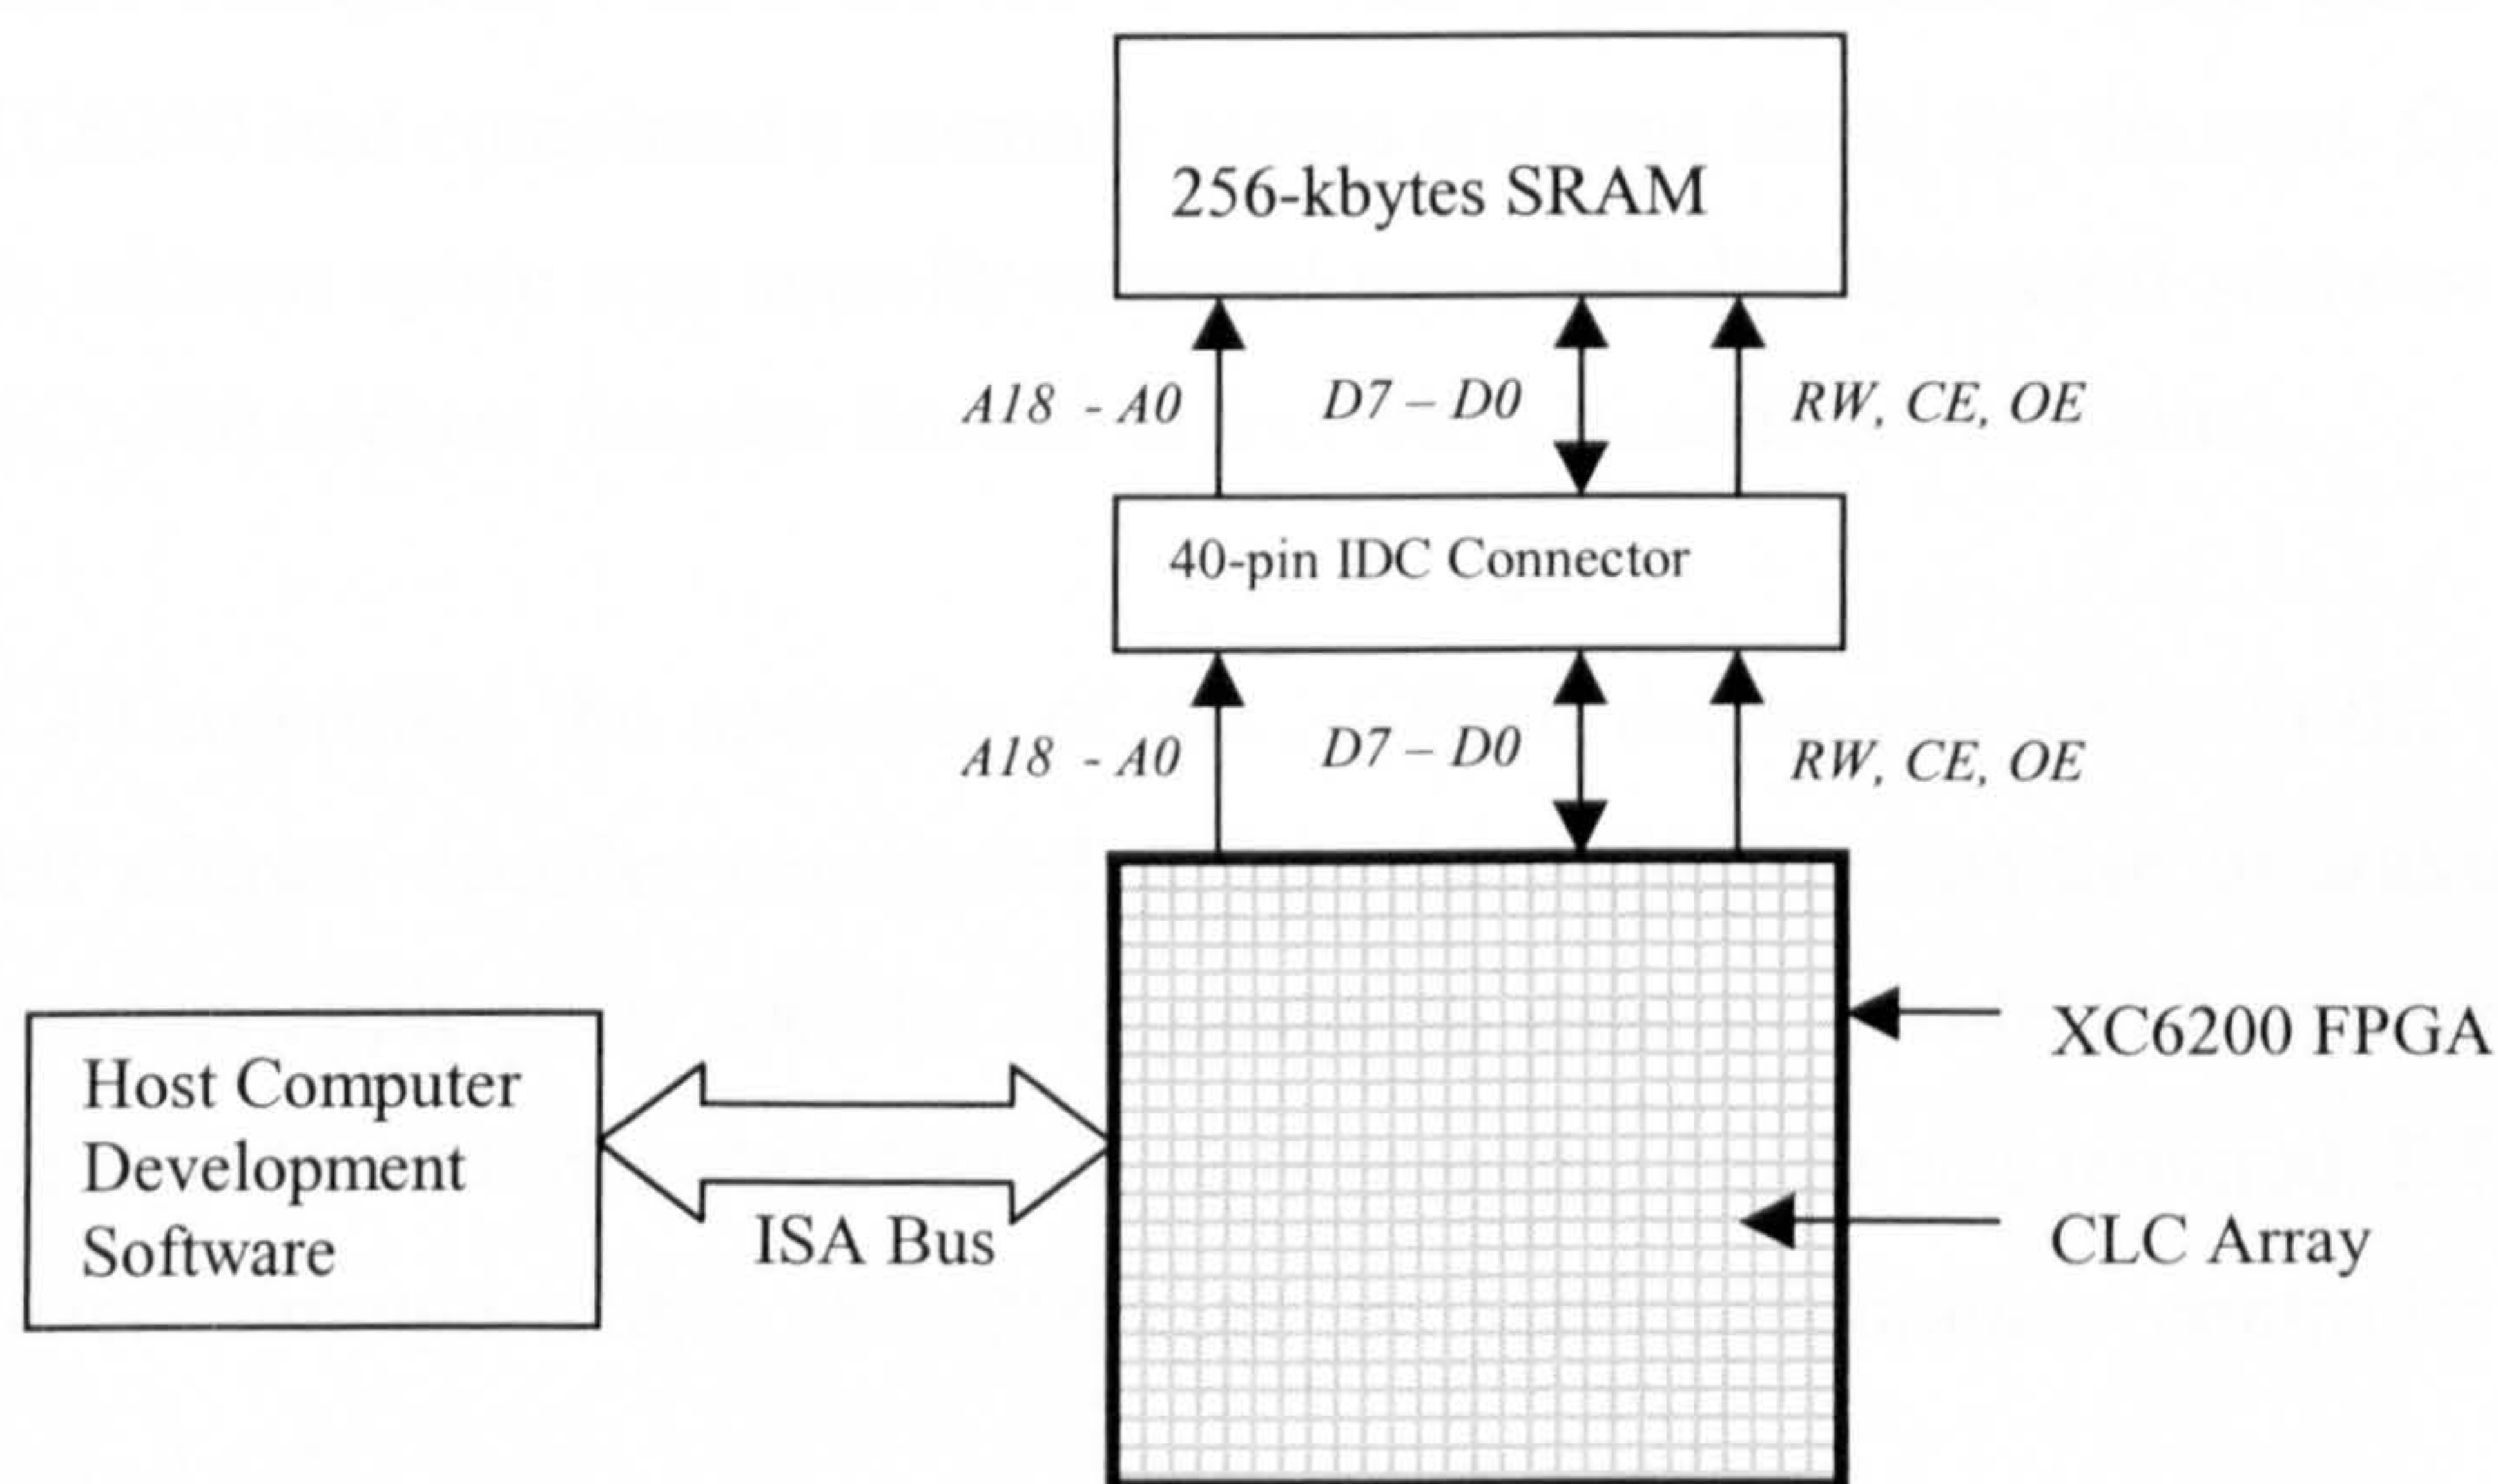 256-kbytes SRAM
A18 - A0
D7 – D0
RW, CE, OE
40-pin IDC Connector
A18 - A0
D7 – D0
RW, CE, OE
XC6200 FPGA
Host Computer
Development
Software
ISA Bus
CLC Array